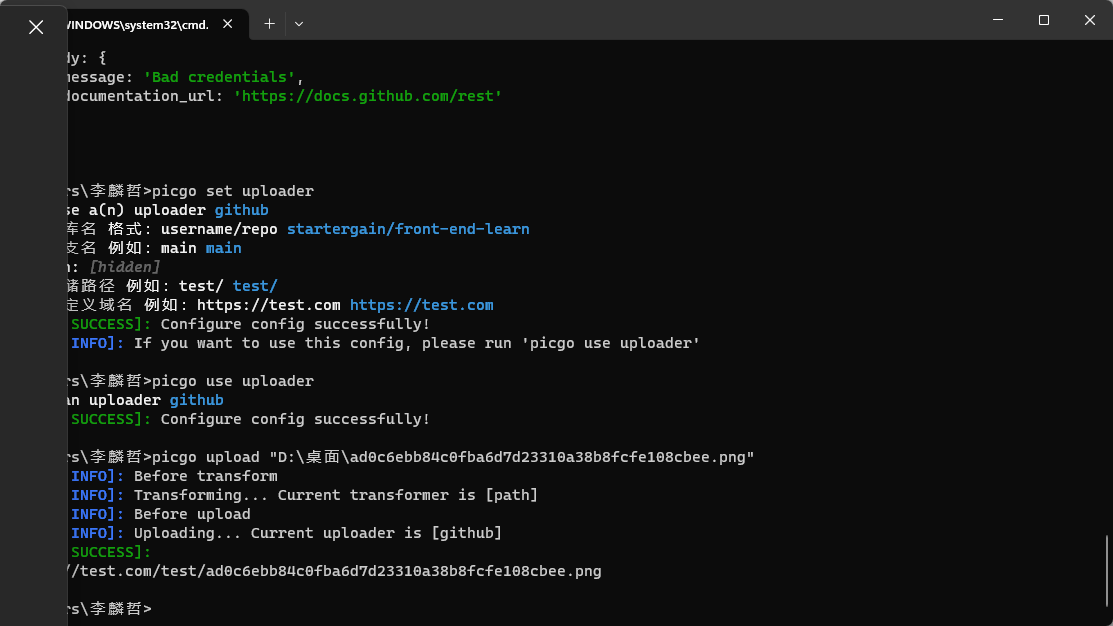 WINDOWS\system32\cmd.
dy: {
message: 'Bad credentials',
documentation_url: 'https://docs.github.com/rest'
rs\李麟哲>picgo set uploader
se a(n) uploader github
库名 格式: username/repo startergain/front-end-learn
支名 例如: main main
n: [hidden]
储路径 例如: test/ test/
定义域名 例如: https://test.com https://test.com
SUCCESS]: Configure config successfully!
INFO]: If you want to use this config, please run 'picgo use uploader'
rs\李麟哲>picgo use uploader
an uploader github
SUCCESS]: Configure config successfully!
rs\李麟哲>picgo upload "D:\桌面\ad0c6ebb84c0fba6d7d23310a38b8fcfe108cbee.png"
INFO]: Before transform
INFO]: Transforming... Current transformer is [path]
INFO]: Before upload
INFO]: Uploading... Current uploader is [github]
SUCCESS]:
//test.com/test/ad0c6ebb84c0fba6d7d23310a38b8fcfe108cbee.png
rs\李麟哲>